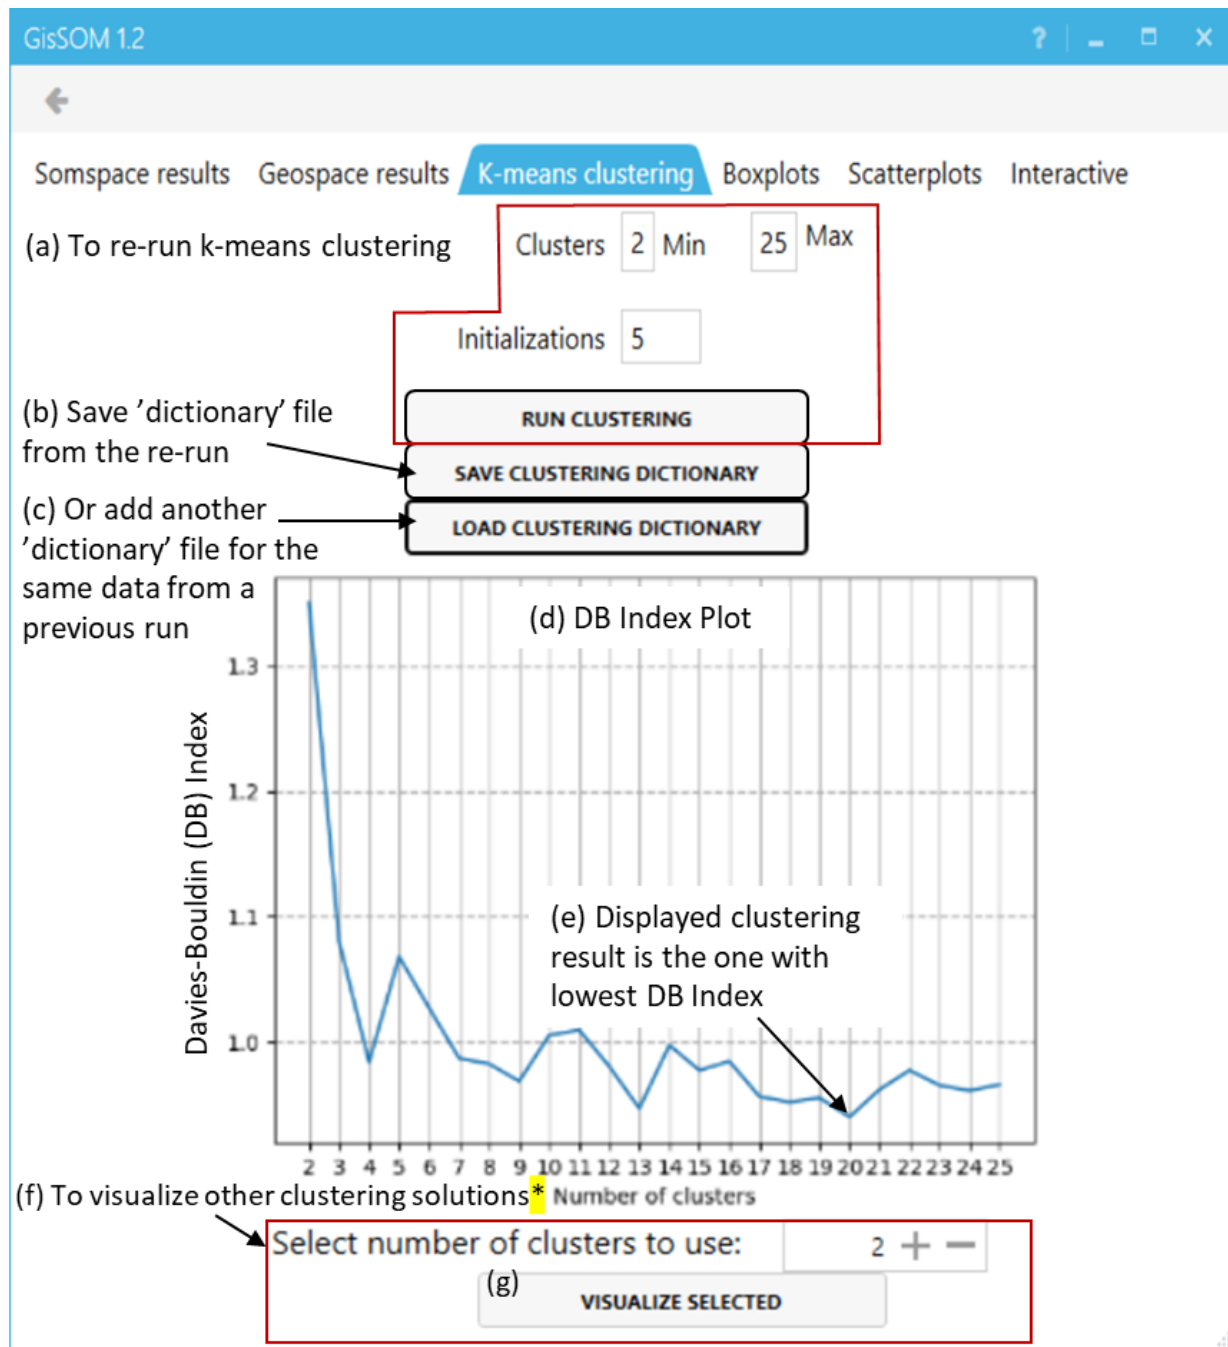 GisSOM 1.2
?
Somspace results Geospace results K-means clustering Boxplots Scatterplots Interactive
(a) To re-run k-means clustering
Clusters 2 Min 25 Max
Initializations 5
RUN CLUSTERING
(b) Save ’dictionary’ file
from the re-run
SAVE CLUSTERING DICTIONARY
(c) Or add another
’dictionary’ file for the
same data from a
previous run
LOAD CLUSTERING DICTIONARY
(d) DB Index Plot
Davies-Bouldin (DB) Index
1.3
1.2
1.1
1.0
(e) Displayed clustering
result is the one with
lowest DB Index
2 3 4 5 6 7 8 9 10 11 12 13 14 15 16 17 18 19 20 21 22 23 24 25
(f) To visualize other clustering solutions*
Number of clusters
Select number of clusters to use: 2 + −
(g)
VISUALIZE SELECTED